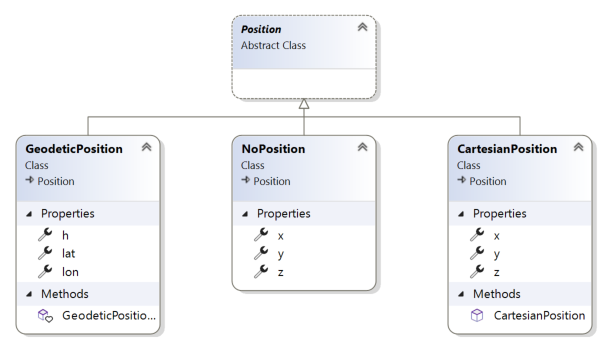 Position
Abstract Class
GeodeticPosition
Class
Position
Properties
h
lat
lon
Methods
GeodeticPositio...
NoPosition
Class
Position
Properties
x
y
z
CartesianPosition
Class
Position
Properties
x
y
z
Methods
CartesianPosition